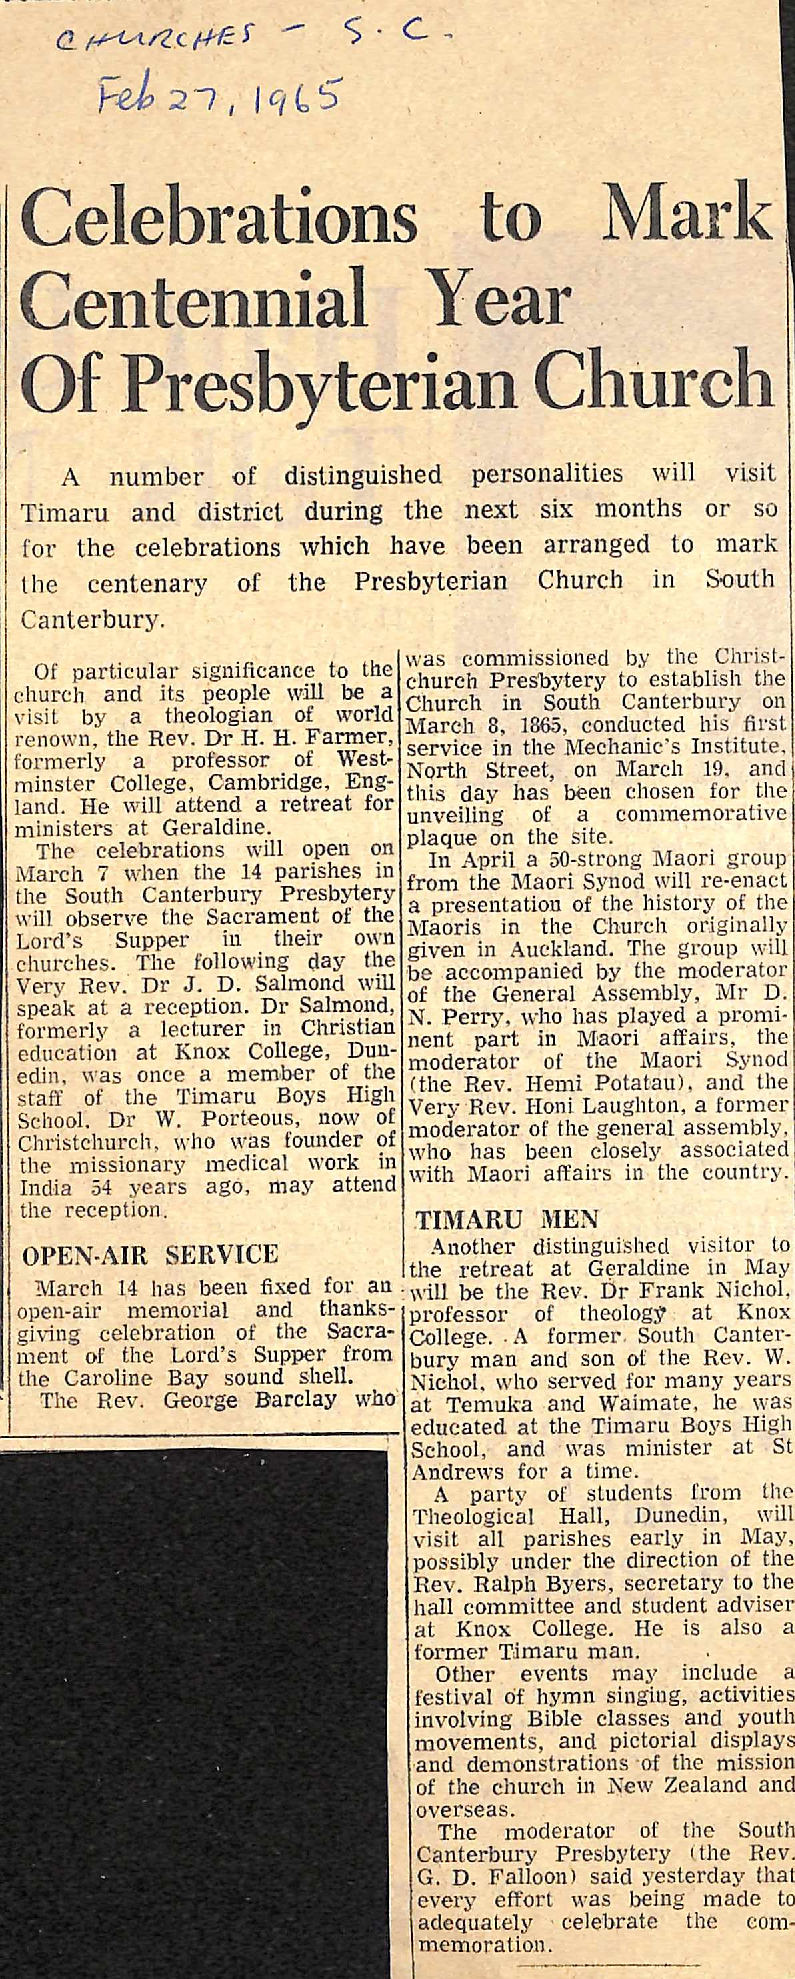 CHURCHES - S. C.
Feb 27, 1965
Celebrations to Mark
Centennial Year
Of Presbyterian Church
A number of distinguished personalities will visit
Timaru and district during the next six months or so
for the celebrations which have been arranged to mark
the centenary of the Presbyterian Church in South
Canterbury.
Of particular significance to the
church and its people will be a
visit by a theologian of world
renown, the Rev. Dr H. H. Farmer,
formerly a professor of West-
minster College, Cambridge, Eng-
land. He will attend a retreat for
ministers at Geraldine.
The celebrations will open on
March 7 when the 14 parishes in
the South Canterbury Presbytery
will observe the Sacrament of the
Lord's Supper in their own
churches. The following day the
Very Rev. Dr J. D. Salmond will
speak at a reception. Dr Salmond,
formerly a lecturer in Christian
education at Knox College, Dun-
edin, was once a member of the
staff of the Timaru Boys High
School. Dr W. Porteous, now of
Christchurch, who was founder of
the missionary medical work in
India 54 years ago, may attend
the reception.
OPEN-AIR SERVICE
March 14 has been fixed for an
open-air memorial and thanks-
giving celebration of the Sacra-
ment of the Lord's Supper from
the Caroline Bay sound shell.
The Rev. George Barclay who
was commissioned by the Christ-
church Presbytery to establish the
Church in South Canterbury on
March 8, 1865, conducted his first
service in the Mechanic's Institute,
North Street, on March 19, and
this day has been chosen for the
unveiling of a commemorative
plaque on the site.
In April a 50-strong Maori group
from the Maori Synod will re-enact
a presentation of the history of the
Maoris in the Church originally
given in Auckland. The group will
be accompanied by the moderator
of the General Assembly, Mr D.
N. Perry, who has played a promi-
nent part in Maori affairs, the
moderator of the Maori Synod
(the Rev. Hemi Potatau), and the
Very Rev. Honi Laughton, a former
moderator of the general assembly,
who has been closely associated
with Maori affairs in the country.
TIMARU MEN
Another distinguished visitor to
the retreat at Geraldine in May
will be the Rev. Dr Frank Nichol,
professor of theology at Knox
College. A former South Canter-
bury man and son of the Rev. W.
Nichol, who served for many years
at Temuka and Waimate, he was
educated at the Timaru Boys High
School, and was minister at St
Andrews for a time.
A party of students from the
Theological Hall, Dunedin, will
visit all parishes early in May,
possibly under the direction of the
Rev. Ralph Byers, secretary to the
hall committee and student adviser
at Knox College. He is also a
former Timaru man.
Other events may include a
festival of hymn singing, activities
involving Bible classes and youth
movements, and pictorial displays
and demonstrations of the mission
of the church in New Zealand and
overseas.
The moderator of the South
Canterbury Presbytery (the Rev.
G. D. Falloon) said yesterday that
every effort was being made to
adequately celebrate the com-
memoration.